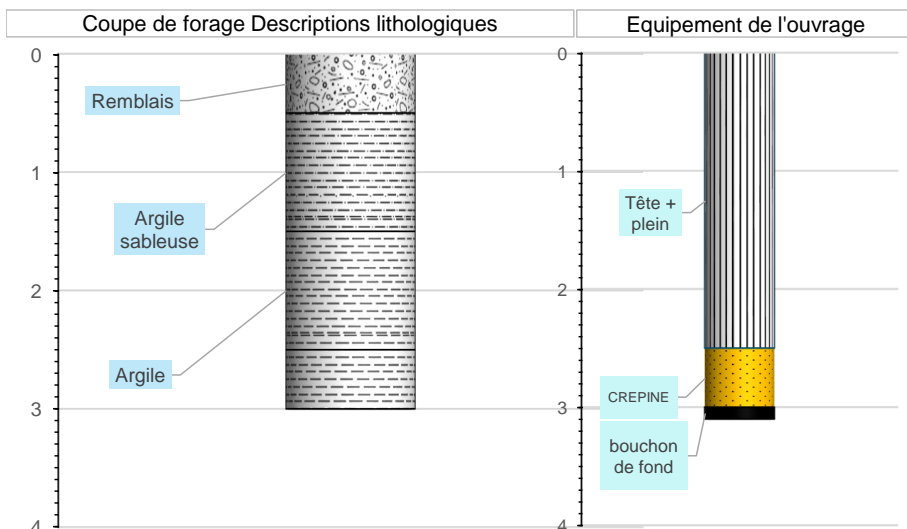 Coupe de forage Descriptions lithologiques
0
1
2
3
4
Remblais
Argile
sableuse
Argile
Equipement de l'ouvrage
0
1
2
3
4
Tête +
plein
CREPINE
bouchon
de fond